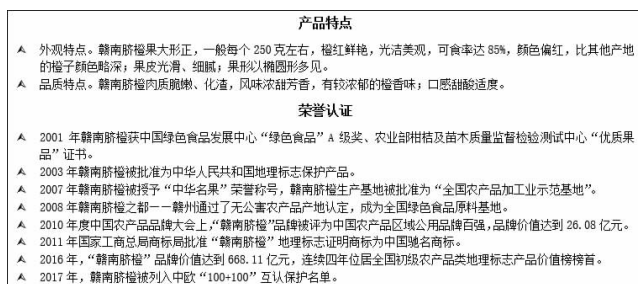 产品特点
外观特点。赣南脐橙果大形正，一般每个 250 克左右，橙红鲜艳，光洁美观，可食率达 85%，颜色偏红，比其他产地
的橙子颜色略深；果皮光滑、细腻；果形以椭圆形多见。
品质特点。赣南脐橙肉质脆嫩、化渣，风味浓甜芳香，有较浓郁的橙香味；口感甜酸适度。
荣誉认证
2001 年赣南脐橙获中国绿色食品发展中心“绿色食品”A 级奖、农业部柑桔及苗木质量监督检验测试中心“优质果
品”证书。
2003 年赣南脐橙被批准为中华人民共和国地理标志保护产品。
2007 年赣南脐橙被授予“中华名果”荣誉称号，赣南脐橙生产基地被批准为“全国农产品加工业示范基地”。
2008 年赣南脐橙之都——赣州通过了无公害农产品产地认定，成为全国绿色食品原料基地。
2010 年度中国农产品品牌大会上，“赣南脐橙”品牌被评为中国农产品区域公用品牌百强，品牌价值达到 26.08 亿元。
2011 年国家工商总局商标局批准“赣南脐橙”地理标志证明商标为中国驰名商标。
2016 年，“赣南脐橙”品牌价值达到 668.11 亿元，连续四年位居全国初级农产品类地理标志产品价值榜榜首。
2017 年，赣南脐橙被列入中欧“100+100”互认保护名单。